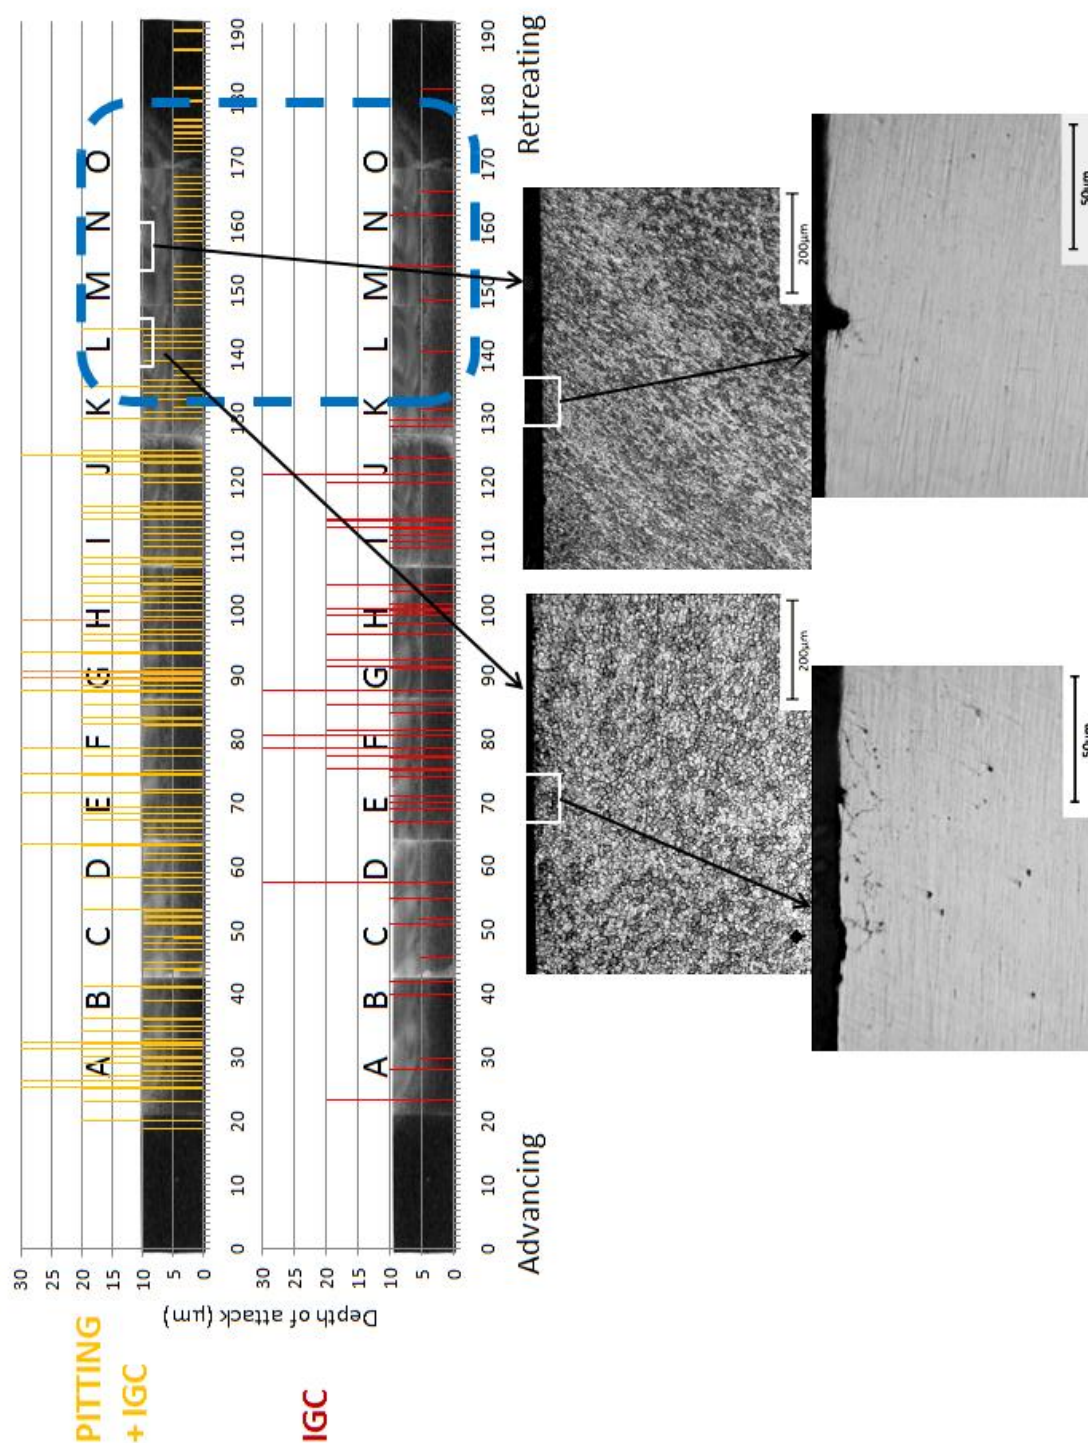 PITTING
+ IGC
IGC
Depth of attack (µm)
30
25
20
15
10
5
0
A B C D E F G H I J K L M N O
0 10 20 30 40 50 60 70 80 90 100 110 120 130 140 150 160 170 180 190
30
25
20
15
10
5
0
A B C D E F G H I J K L M N O
0 10 20 30 40 50 60 70 80 90 100 110 120 130 140 150 160 170 180 190
Advancing Retreating
200µm 200µm
50µm 50µm